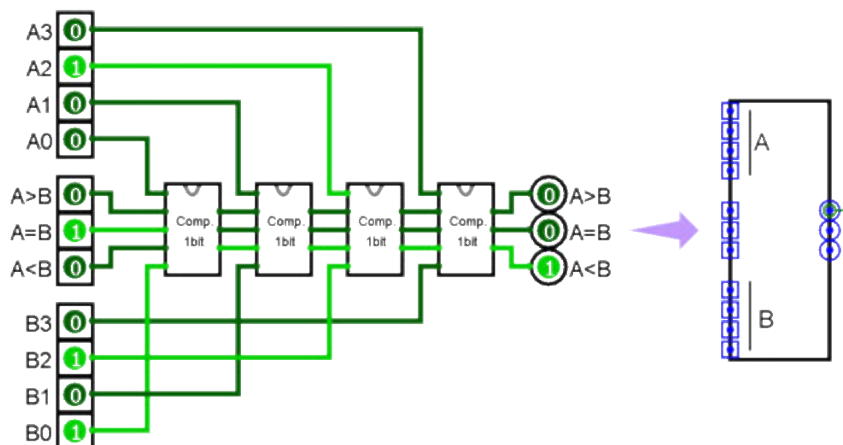 A3 0
A2 1
A1 0
A0 0
A>B 0
A=B 1
A<B 0
B3 0
B2 1
B1 0
B0 1
Comp.
1bit
Comp.
1bit
Comp.
1bit
Comp.
1bit
0 A>B
0 A=B
1 A<B
A
B